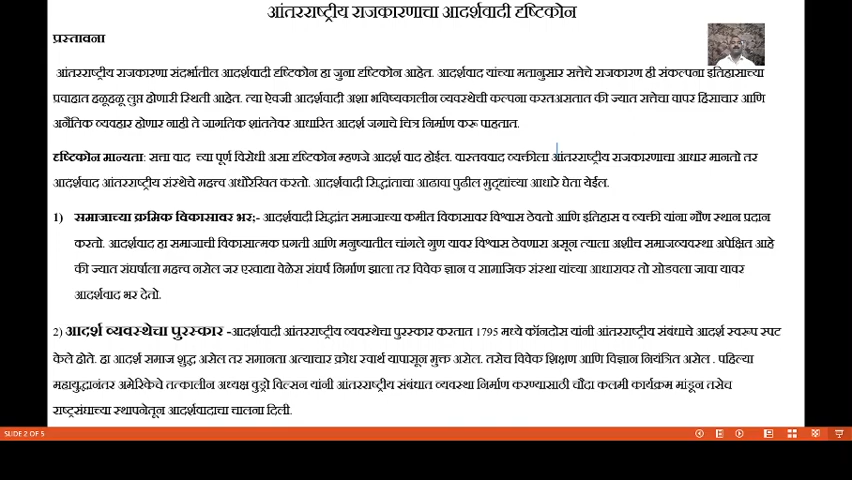 आंतरराष्ट्रीय राजकारणाचा आदर्शवादी दृष्टिकोन
प्रस्तावना
आंतरराष्ट्रीय राजकारणा संदर्भातील आदर्शवादी दृष्टिकोन हा जुना दृष्टिकोन आहेत. आदर्शवाद यांच्या मतानुसार सत्तेचे राजकारण ही संकल्पना इतिहासाच्या
प्रवाहात हळूहळू लुप्त होणारी स्थिती आहेत. त्या ऐवजी आदर्शवादी अशा भविष्यकालीन व्यवस्थेची कल्पना करतअसतात की ज्यात सत्तेचा वापर हिंसाचार आणि
अनैतिक व्यवहार होणार नाही ते जागतिक शांततेवर आधारित आदर्श जगाचे चित्र निर्माण करू पाहतात.
दृष्टिकोन मान्यता: सत्ता वाद च्या पूर्ण विरोधी असा दृष्टिकोन म्हणजे आदर्श वाद होईल. वास्तववाद व्यक्तीला आंतरराष्ट्रीय राजकारणाचा आधार मानतो तर
आदर्शवाद आंतरराष्ट्रीय संस्थेचे महत्त्व अधोरेखित करतो. आदर्शवादी सिद्धांताचा आढावा पुढील मुद्द्यांच्या आधारे घेता येईल.
1) समाजाच्या क्रमिक विकासावर भर;- आदर्शवादी सिद्धांत समाजाच्या कमीत विकासावर विश्वास ठेवतो आणि इतिहास व व्यक्ती यांना गौण स्थान प्रदान
करतो. आदर्शवाद हा समाजाची विकासात्मक प्रगती आणि मनुष्यातील चांगले गुण यावर विश्वास ठेवणारा असून त्याला अशीच समाजव्यवस्था अपेक्षित आहे
की ज्यात संघर्षाला महत्त्व नसेल जर एखाद्या वेळेस संघर्ष निर्माण झाला तर विवेक ज्ञान व सामाजिक संस्था यांच्या आधारावर तो सोडवला जावा यावर
आदर्शवाद भर देतो.
2) आदर्श व्यवस्थेचा पुरस्कार -आदर्शवादी आंतरराष्ट्रीय व्यवस्थेचा पुरस्कार करतात 1795 मध्ये कॉनदोस यांनी आंतरराष्ट्रीय संबंधाचे आदर्श स्वरूप स्पट
केले होते. हा आदर्श समाज शुद्ध असेल तर समानता अत्याचार क्रोध स्वार्थ यापासून मुक्त असेल. तसेच विवेक शिक्षण आणि विज्ञान नियंत्रित असेल . पहिल्या
महायुद्धानंतर अमेरिकेचे तत्कालीन अध्यक्ष वुड्रो विल्सन यांनी आंतरराष्ट्रीय संबंधात व्यवस्था निर्माण करण्यासाठी चौदा कलमी कार्यक्रम मांडून तसेच
राष्ट्रसंघाच्या स्थापनेतून आदर्शवादाचा चालना दिली.
SLIDE 2 OF 5